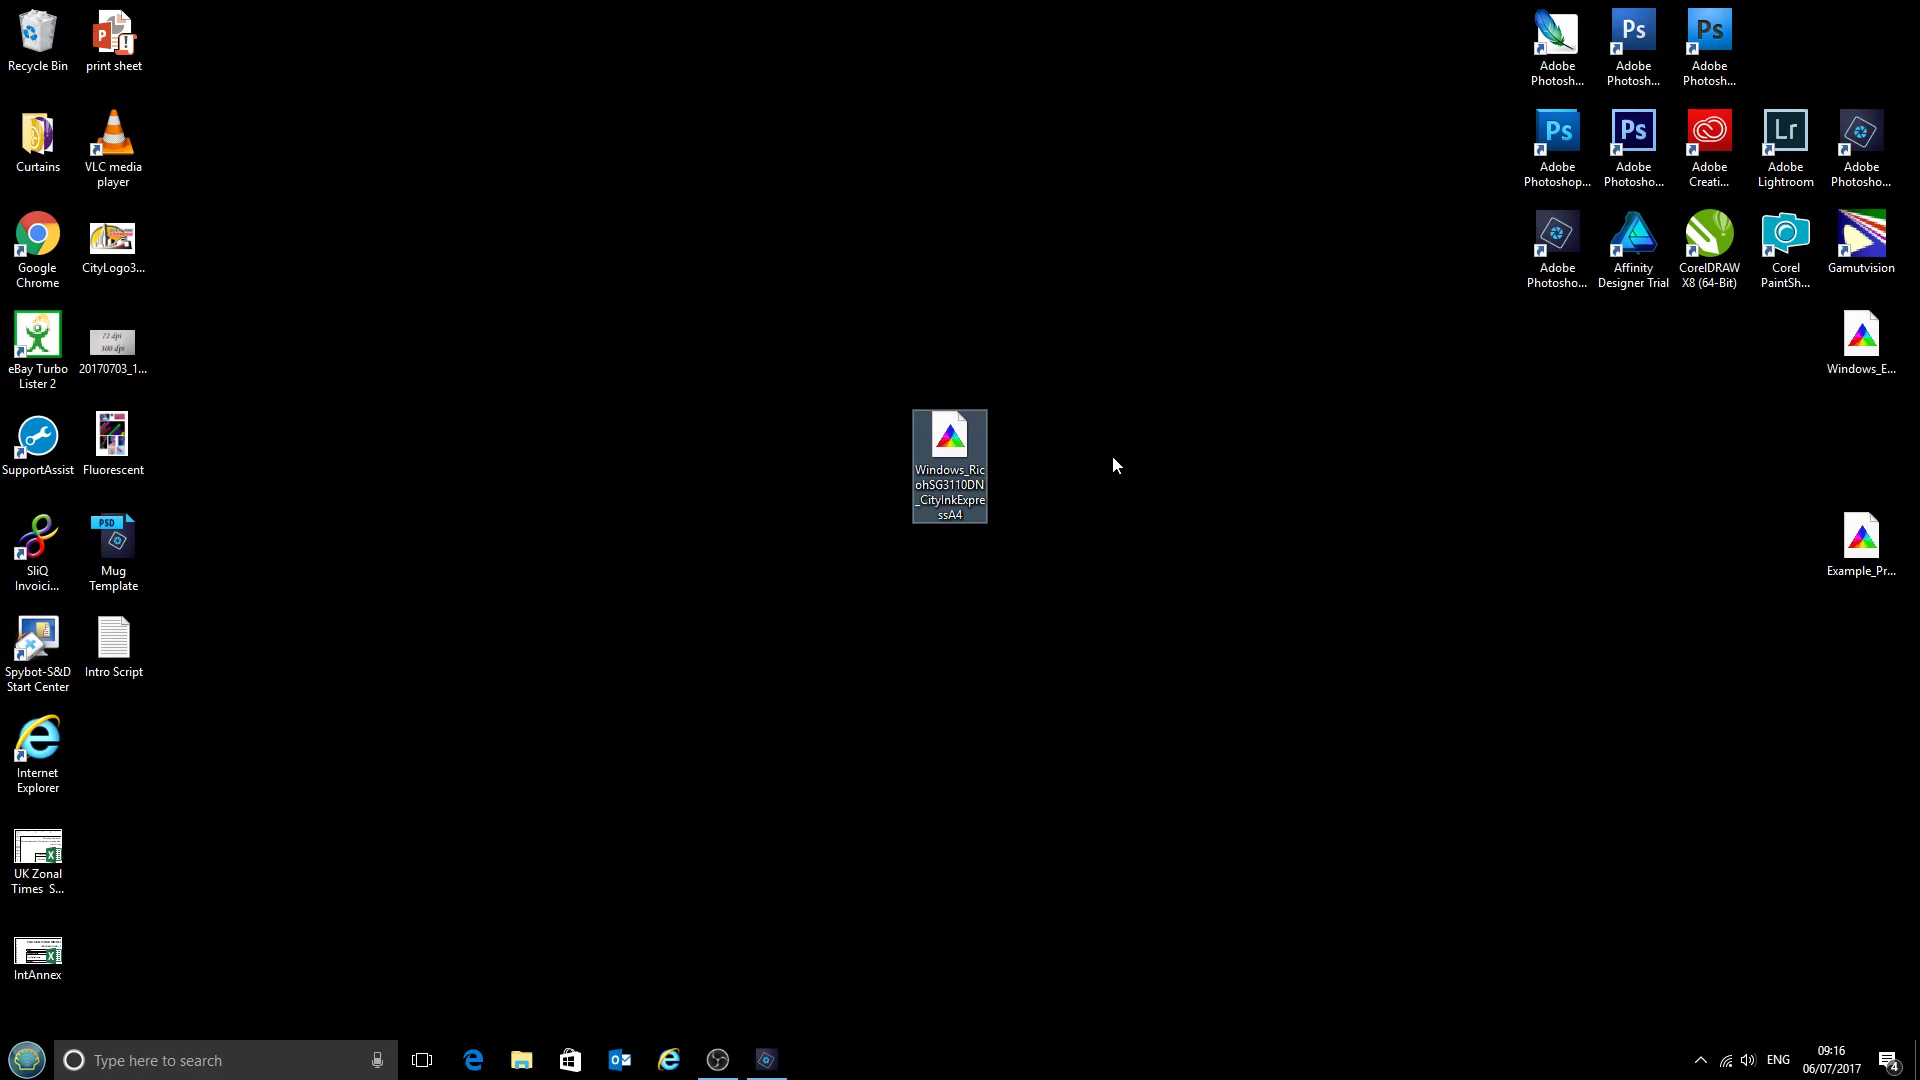 Recycle Bin
print sheet
Curtains
VLC media
player
Google
Chrome
CityLogo3...
eBay Turbo
Lister 2
72 dpi
300 dpi
20170703_1...
SupportAssist
Fluorescent
SliQ
Invoici...
PSD
Mug
Template
Spybot-S&D
Start Center
Intro Script
Internet
Explorer
UK Zonal
Times S...
IntAnnex
Windows_Ric
ohSG3110DN
_CityInkExpre
ssA4
Adobe
Photosh...
Ps
Adobe
Photosh...
Ps
Adobe
Photosh...
Ps
Adobe
Photoshop...
Ps
Adobe
Photosho...
Adobe
Creati...
Lr
Adobe
Lightroom
Adobe
Photosho...
Adobe
Photosho...
Affinity
Designer Trial
CorelDRAW
X8 (64-Bit)
Corel
PaintSh...
Gamutvision
Windows_E...
Example_Pr...
Type here to search
ENG
09:16
06/07/2017
4